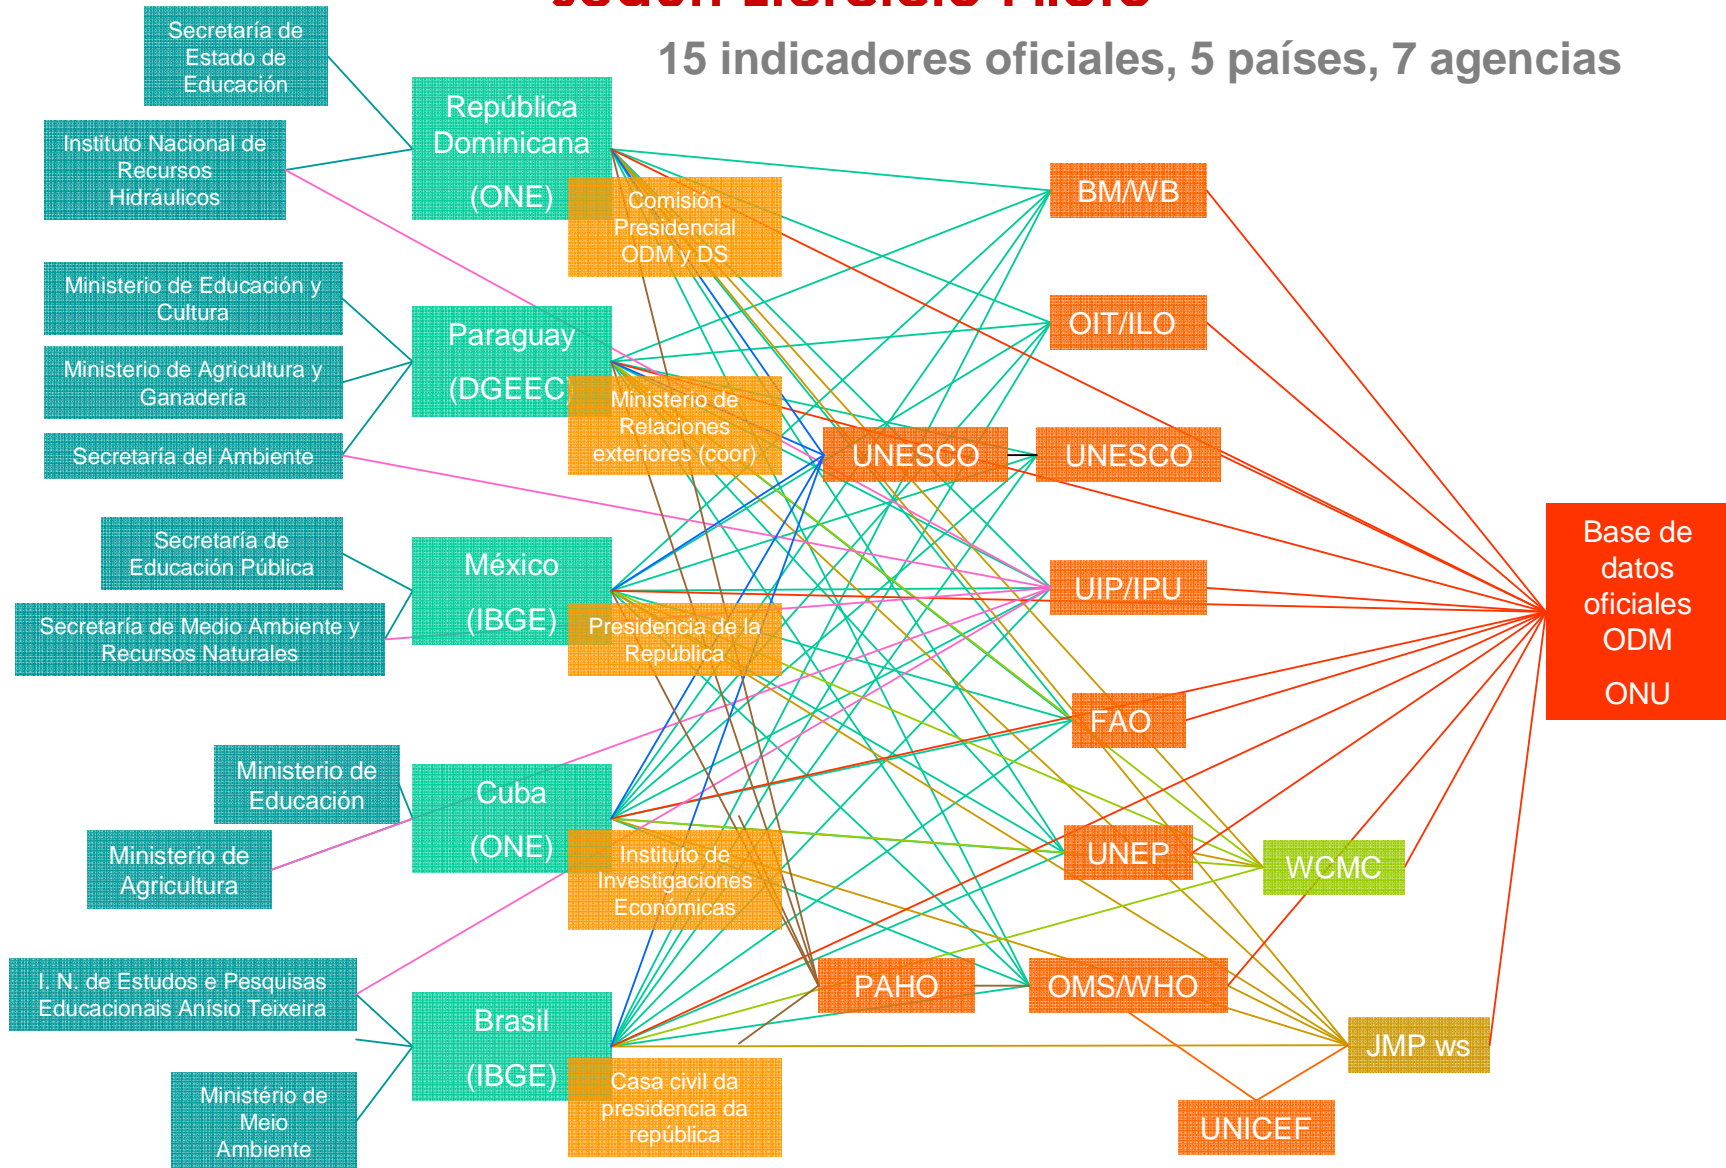 15 indicadores oficiales, 5 países, 7 agencias
Secretaría de
Estado de
Educación
Instituto Nacional de
Recursos
Hidráulicos
Ministerio de Educación y
Cultura
Ministerio de Agricultura y
Ganadería
Secretaría del Ambiente
Secretaría de
Educación Pública
Secretaría de Medio Ambiente y
Recursos Naturales
Ministerio de
Educación
Ministerio de
Agricultura
I. N. de Estudos e Pesquisas
Educacionais Anísio Teixeira
Ministério de
Meio
Ambiente
República
Dominicana
(ONE)
Comisión
Presidencial
ODM y DS
Paraguay
(DGEEC)
Ministerio de
Relaciones
exteriores (coor)
México
(IBGE)
Presidencia de la
República
Cuba
(ONE)
Instituto de
Investigaciones
Económicas
Brasil
(IBGE)
Casa civil da
presidencia da
república
BM/WB
OIT/ILO
UNESCO
UNESCO
UIP/IPU
FAO
UNEP
WCMC
PAHO
OMS/WHO
JMP ws
UNICEF
Base de
datos
oficiales
ODM
ONU